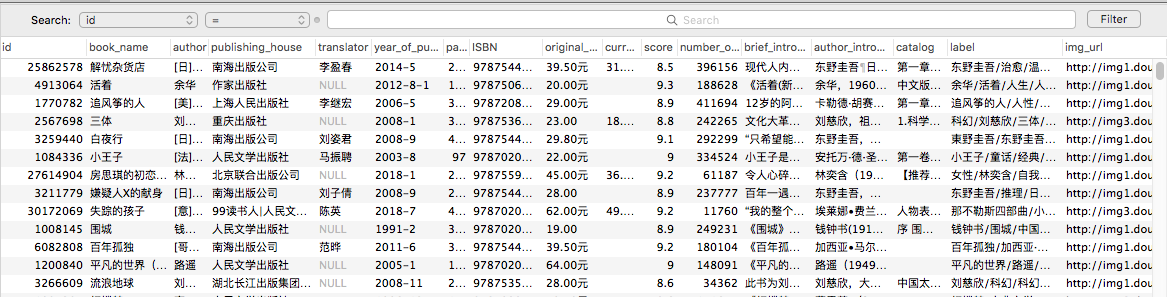 Search: id = Search Filter
id book_name author publishing_house translator year_of_pu... pa... ISBN original_... curr... score number_o... brief_intro... author_intro... catalog label img_url
25862578 解忧杂货店 [日]... 南海出版公司 李盈春 2014-5 2... 9787544... 39.50元 31.... 8.5 396156 现代人内... 东野圭吾¶日... 第一章... 东野圭吾/治愈/温... http://img1.dou
4913064 活着 余华 作家出版社 NULL 2012-8-1 1... 9787506... 20.00元 9.3 188628 《活着(新... 余华，1960... 中文版... 余华/活着/人生/人... http://img1.dou
1770782 追风筝的人 [美]... 上海人民出版社 李继宏 2006-5 3... 9787208... 29.00元 8.9 411694 12岁的阿... 卡勒德·胡赛... 第一章... 追风筝的人/人性/... http://img1.dou
2567698 三体 刘... 重庆出版社 NULL 2008-1 3... 9787536... 23.00 18.... 8.8 242265 文化大革... 刘慈欣，祖... 1.科学... 科幻/刘慈欣/三体/... http://img3.dou
3259440 白夜行 [日]... 南海出版公司 刘姿君 2008-9 4... 9787544... 29.80元 9.1 292299 “只希望能... 东野圭吾，... 東野圭吾/东野圭吾... http://img1.dou
1084336 小王子 [法]... 人民文学出版社 马振聘 2003-8 97 9787020... 22.00元 9 334524 小王子是... 安托万·德·圣... 第一卷... 小王子/童话/经典/... http://img1.dou
27614904 房思琪的初恋... 林... 北京联合出版公司 NULL 2018-1 2... 9787559... 45.00元 36.... 9.2 61187 令人心碎... 林奕含（19... 【推荐... 女性/林奕含/自我... http://img1.dou
3211779 嫌疑人X的献身 [日]... 南海出版公司 刘子倩 2008-9 2... 9787544... 28.00 8.9 237777 百年一遇... 东野圭吾，... 东野圭吾/推理/日... http://img3.dou
30172069 失踪的孩子 [意]... 99读书人|人民文... 陈英 2018-7 4... 9787020... 62.00元 49.... 9.2 11760 “我的整个... 埃莱娜•费兰... 人物表... 那不勒斯四部曲/小... http://img3.dou
1008145 围城 钱... 人民文学出版社 NULL 1991-2 3... 9787020... 19.00 8.9 249231 《围城》... 钱钟书(191... 序 围... 钱钟书/围城/中国... http://img1.dou
6082808 百年孤独 [哥... 南海出版公司 范晔 2011-6 3... 9787544... 39.50元 9.2 180104 《百年孤... 加西亚•马尔... 百年孤独/加西亚·... http://img1.dou
1200840 平凡的世界（... 路遥 人民文学出版社 NULL 2005-1 1... 9787020... 64.00元 9 148091 《平凡的... 路遥（1949... 平凡的世界/路遥/... http://img1.dou
3266609 流浪地球 刘... 湖北长江出版集团... NULL 2008-11 2... 9787535... 28.00元 8.6 34362 此书为刘... 刘慈欣，大... 中国太... 刘慈欣/科幻/科幻... http://img1.dou